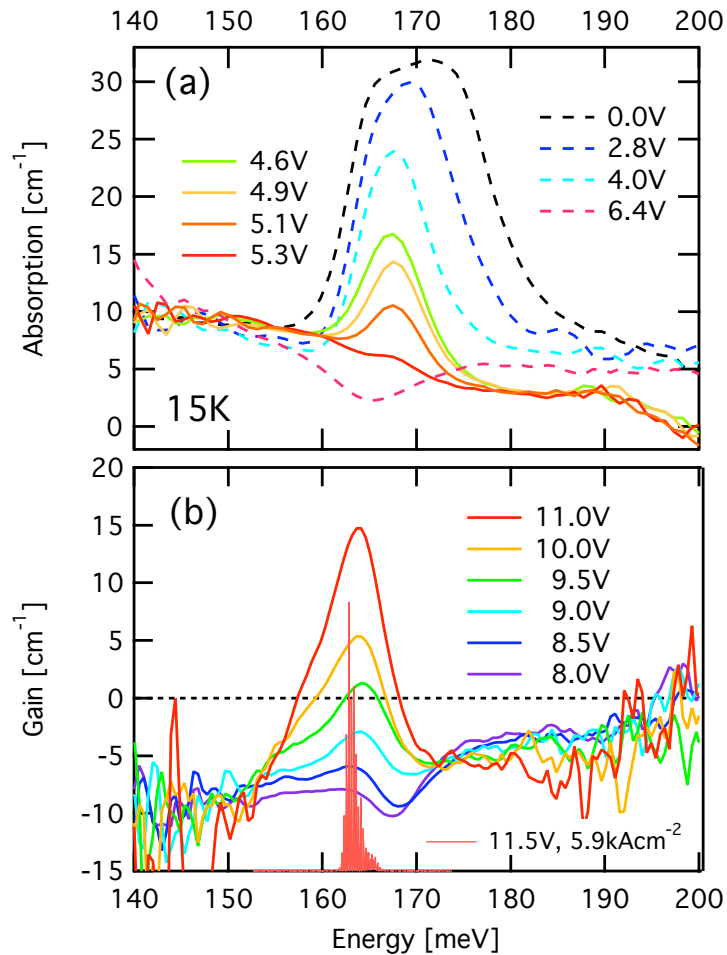 140 150 160 170 180 190 200
(a)
30
25
20
15
10
5
0
Absorption [cm⁻¹]
4.6V
4.9V
5.1V
5.3V
0.0V
2.8V
4.0V
6.4V
15K
20
15
10
5
0
-5
-10
-15
Gain [cm⁻¹]
(b)
11.0V
10.0V
9.5V
9.0V
8.5V
8.0V
11.5V, 5.9kAcm⁻²
140 150 160 170 180 190 200
Energy [meV]